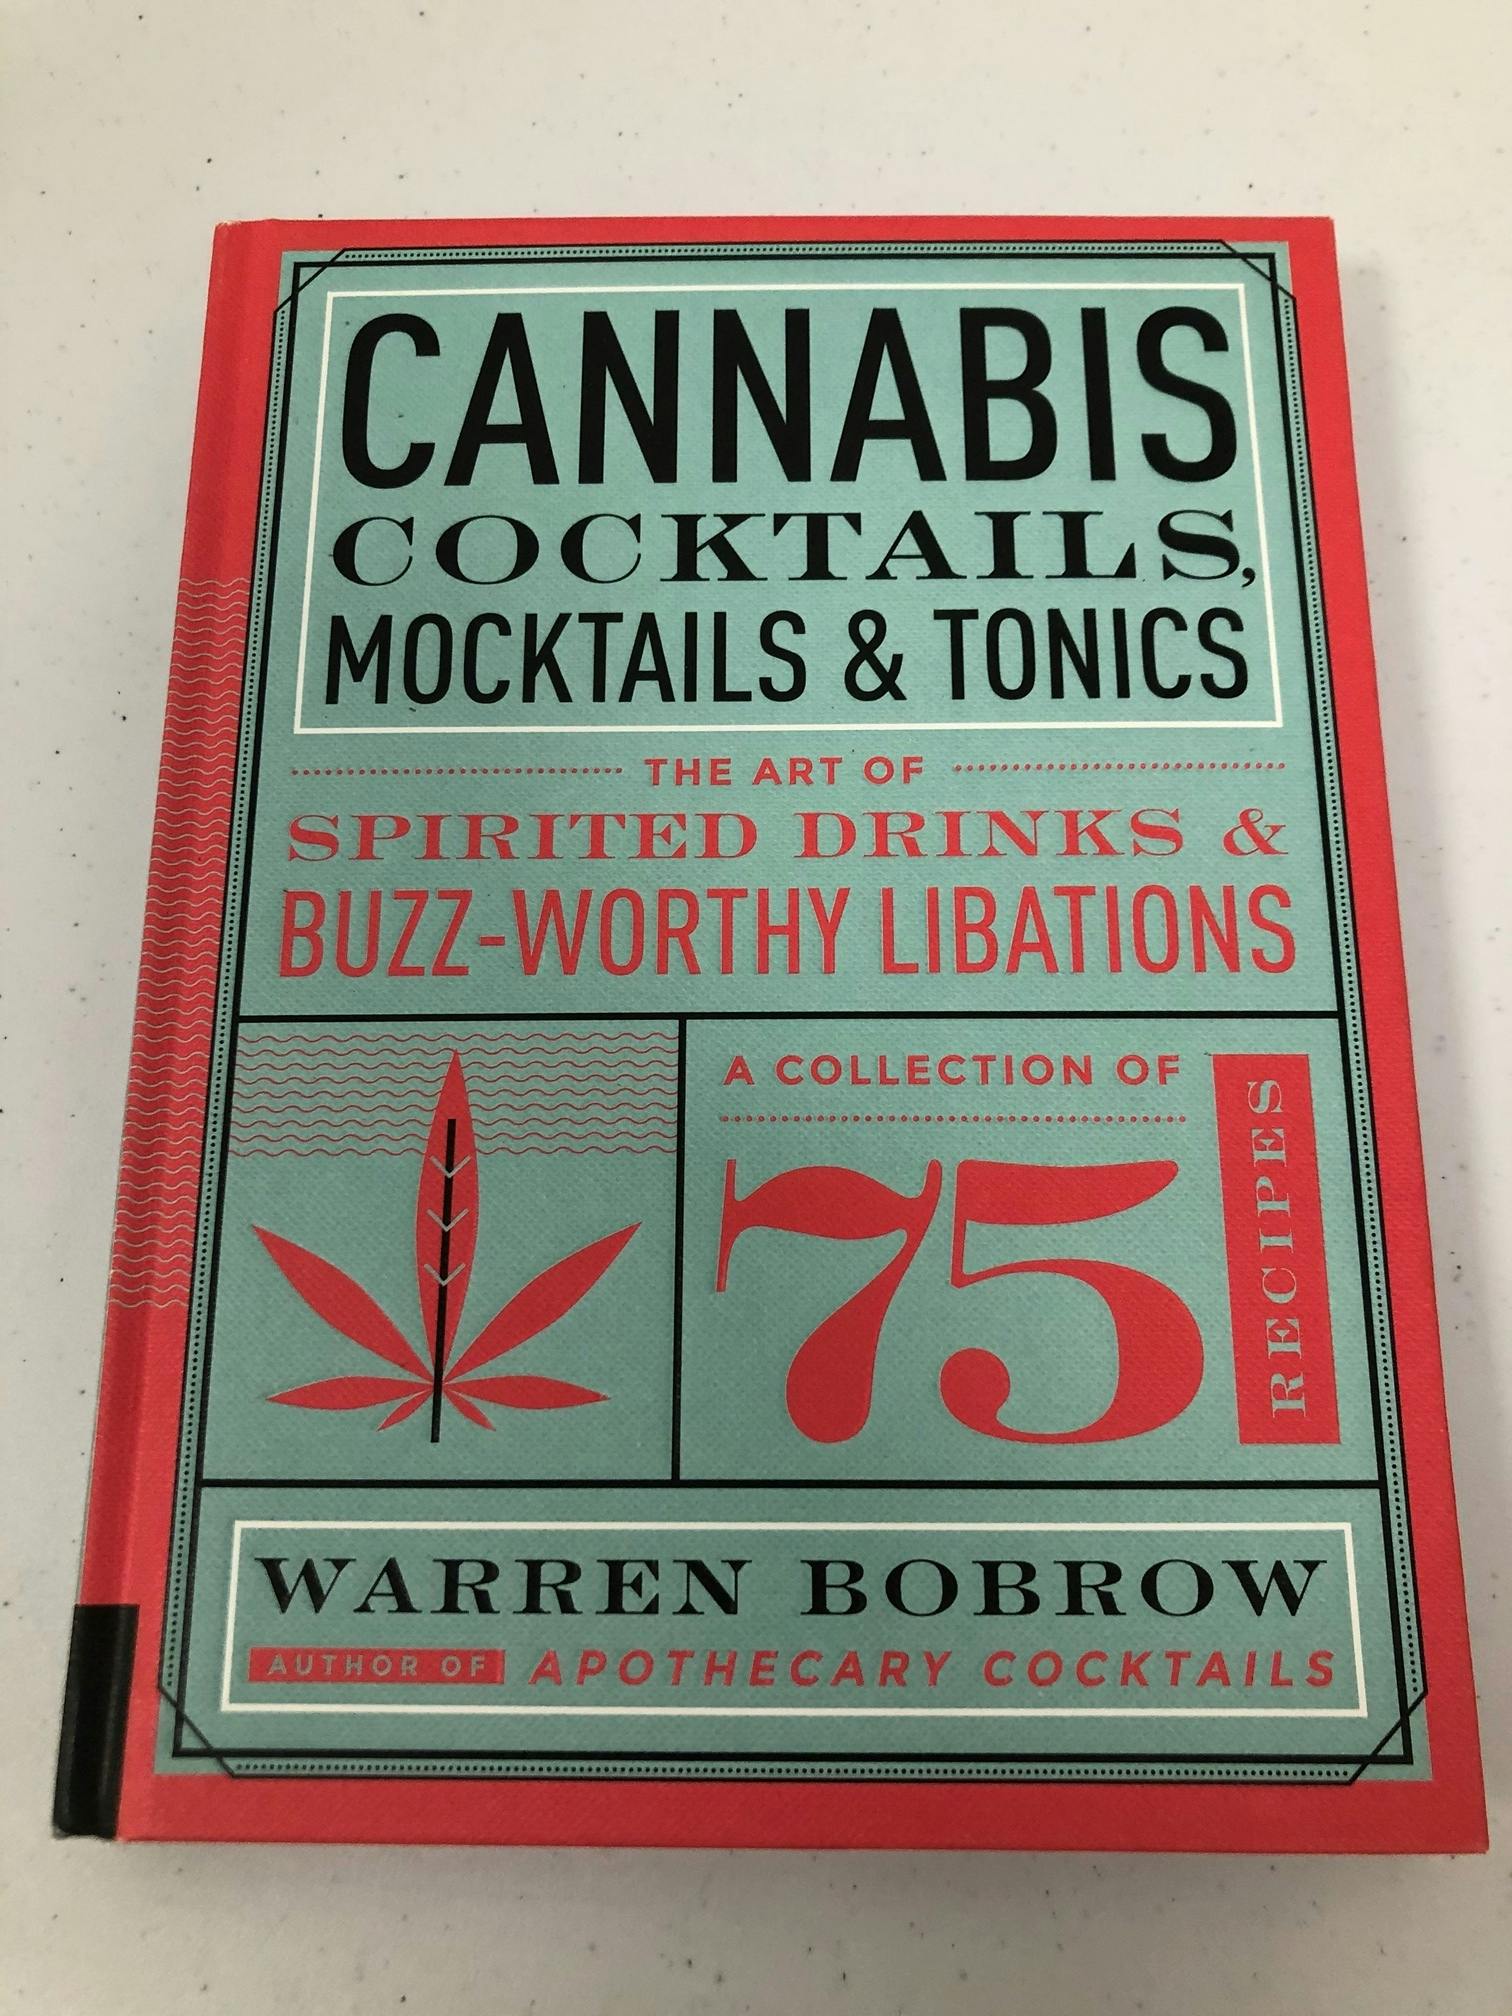 CANNABIS
COCKTAILS,
MOCKTAILS & TONICS
THE ART OF
SPIRITED DRINKS &
BUZZ-WORTHY LIBATIONS
A COLLECTION OF
75
RECIPES
WARREN BOBROW
AUTHOR OF APOTHECARY COCKTAILS